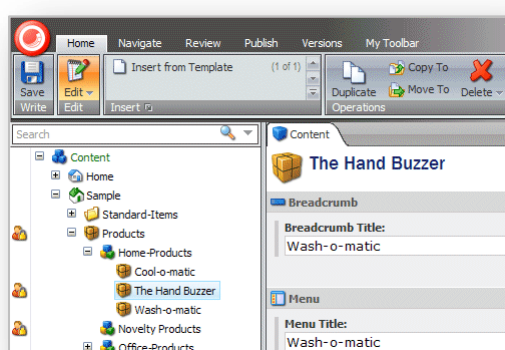 Home Navigate Review Publish Versions My Toolbar
Save
Write
Edit
Edit
Insert from Template (1 of 1)
Insert
Duplicate
Copy To
Move To
Delete
Operations
Search
Content
Home
Sample
Standard-Items
Products
Home-Products
Cool-o-matic
The Hand Buzzer
Wash-o-matic
Novelty Products
Office-Products
Content
The Hand Buzzer
Breadcrumb
Breadcrumb Title:
Wash-o-matic
Menu
Menu Title:
Wash-o-matic